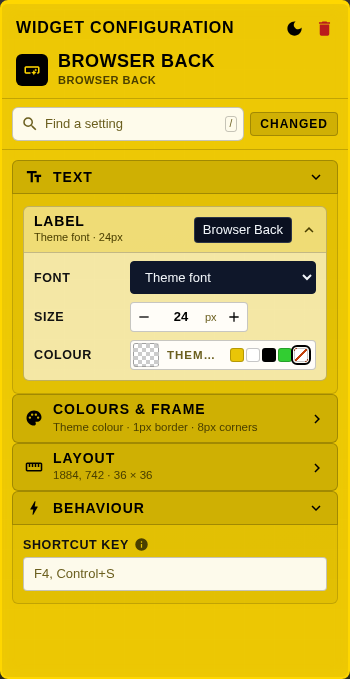 WIDGET CONFIGURATION
BROWSER BACK
BROWSER BACK
Find a setting
/
CHANGED
TEXT
LABEL
Theme font · 24px
Browser Back
FONT
Theme font
SIZE
24
px
COLOUR
THEM...
COLOURS & FRAME
Theme colour · 1px border · 8px corners
LAYOUT
1884, 742 · 36 × 36
BEHAVIOUR
SHORTCUT KEY
F4, Control+S